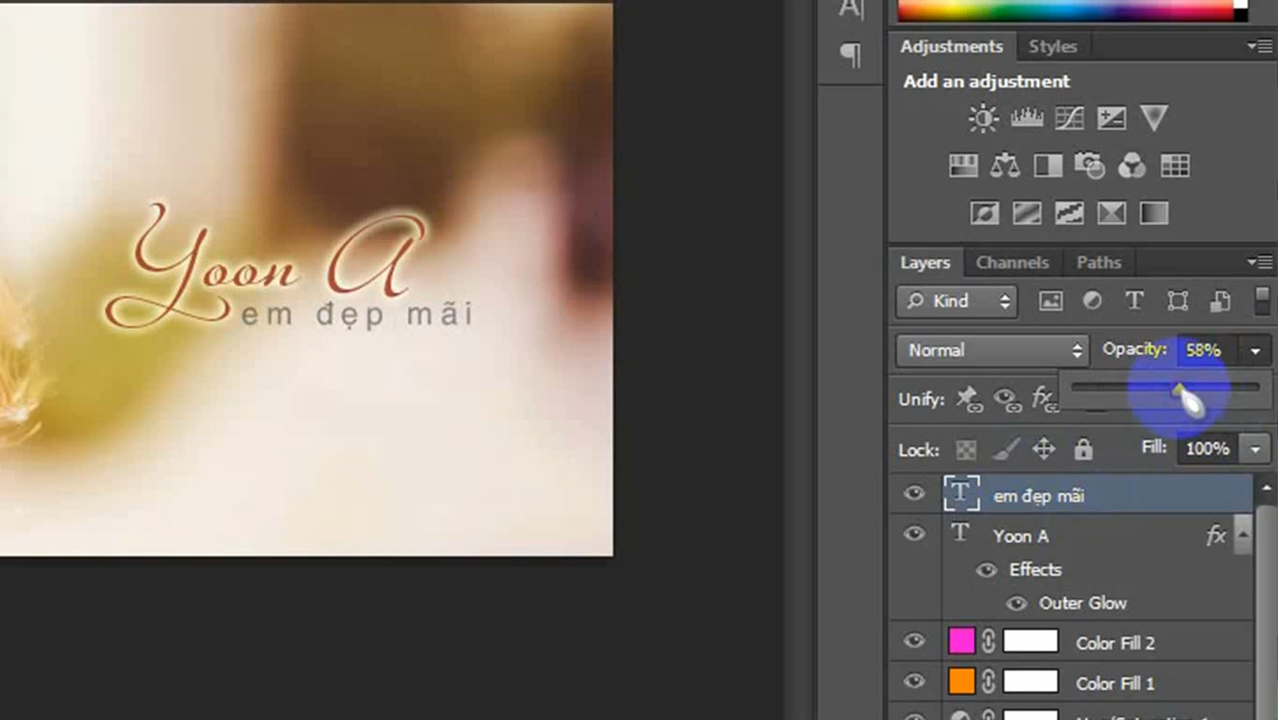 A|
¶
Adjustments Styles
Add an adjustment
Layers Channels Paths
Kind
Normal Opacity: 58%
Unify: fx
Lock: Fill: 100%
T em đẹp mãi
T Yoon A fx
Effects
Outer Glow
Color Fill 2
Color Fill 1
Yoon A
em đẹp mãi